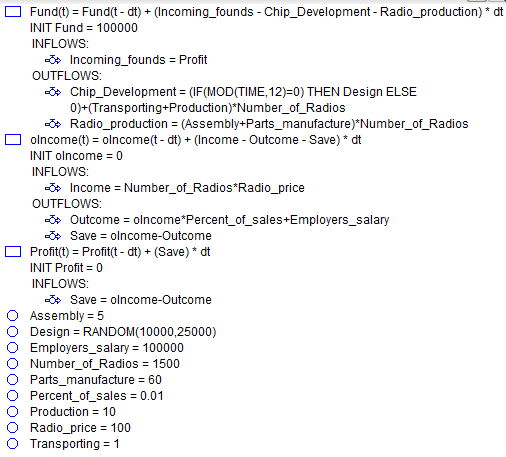 Fund(t) = Fund(t - dt) + (Incoming_founds - Chip_Development - Radio_production) * dt
INIT Fund = 100000
INFLOWS:
Incoming_founds = Profit
OUTFLOWS:
Chip_Development = (IF(MOD(TIME,12)=0) THEN Design ELSE
0)+(Transporting+Production)*Number_of_Radios
Radio_production = (Assembly+Parts_manufacture)*Number_of_Radios
oIncome(t) = oIncome(t - dt) + (Income - Outcome - Save) * dt
INIT oIncome = 0
INFLOWS:
Income = Number_of_Radios*Radio_price
OUTFLOWS:
Outcome = oIncome*Percent_of_sales+Employers_salary
Save = oIncome-Outcome
Profit(t) = Profit(t - dt) + (Save) * dt
INIT Profit = 0
INFLOWS:
Save = oIncome-Outcome
Assembly = 5
Design = RANDOM(10000,25000)
Employers_salary = 100000
Number_of_Radios = 1500
Parts_manufacture = 60
Percent_of_sales = 0.01
Production = 10
Radio_price = 100
Transporting = 1